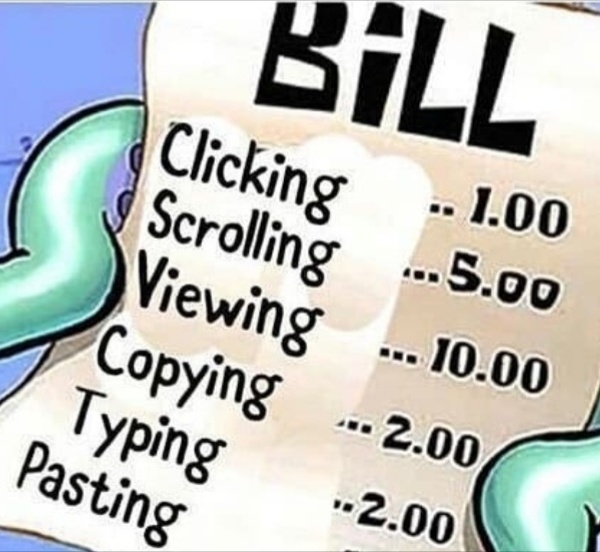 BiLL
Clicking .. 1.00
Scrolling ...5.00
Viewing ... 10.00
Copying ... 2.00
Typing ..2.00
Pasting